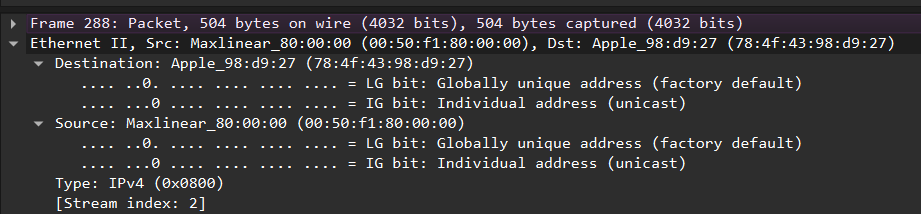 Frame 288: Packet, 504 bytes on wire (4032 bits), 504 bytes captured (4032 bits)
Ethernet II, Src: Maxlinear_80:00:00 (00:50:f1:80:00:00), Dst: Apple_98:d9:27 (78:4f:43:98:d9:27)
Destination: Apple_98:d9:27 (78:4f:43:98:d9:27)
.... ..0. .... .... .... .... = LG bit: Globally unique address (factory default)
.... ...0 .... .... .... .... = IG bit: Individual address (unicast)
Source: Maxlinear_80:00:00 (00:50:f1:80:00:00)
.... ..0. .... .... .... .... = LG bit: Globally unique address (factory default)
.... ...0 .... .... .... .... = IG bit: Individual address (unicast)
Type: IPv4 (0x0800)
[Stream index: 2]